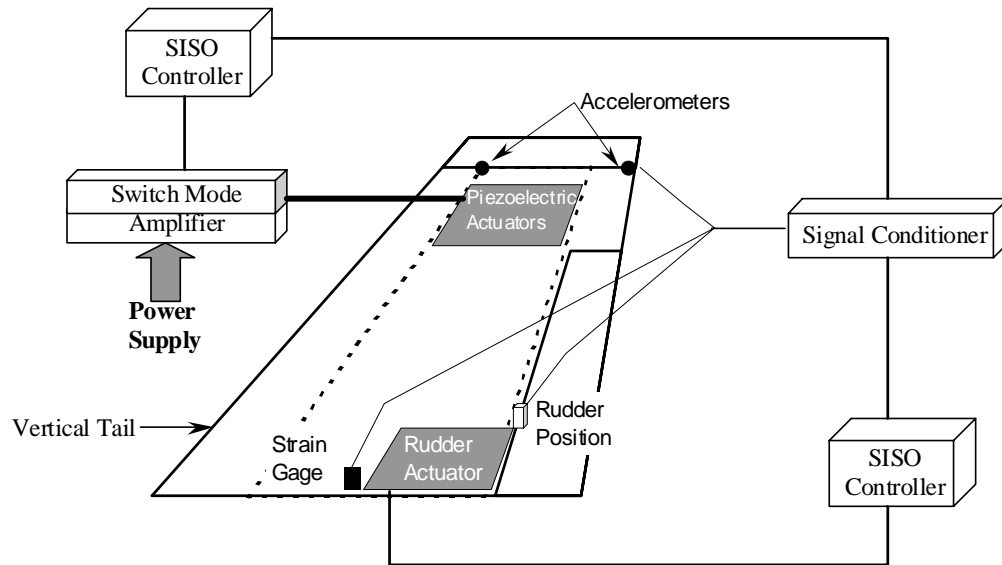 SISO
Controller
Accelerometers
Switch Mode
Amplifier
Piezoelectric
Actuators
Signal Conditioner
Power
Supply
Vertical Tail
Strain
Gage
Rudder
Actuator
Rudder
Position
SISO
Controller